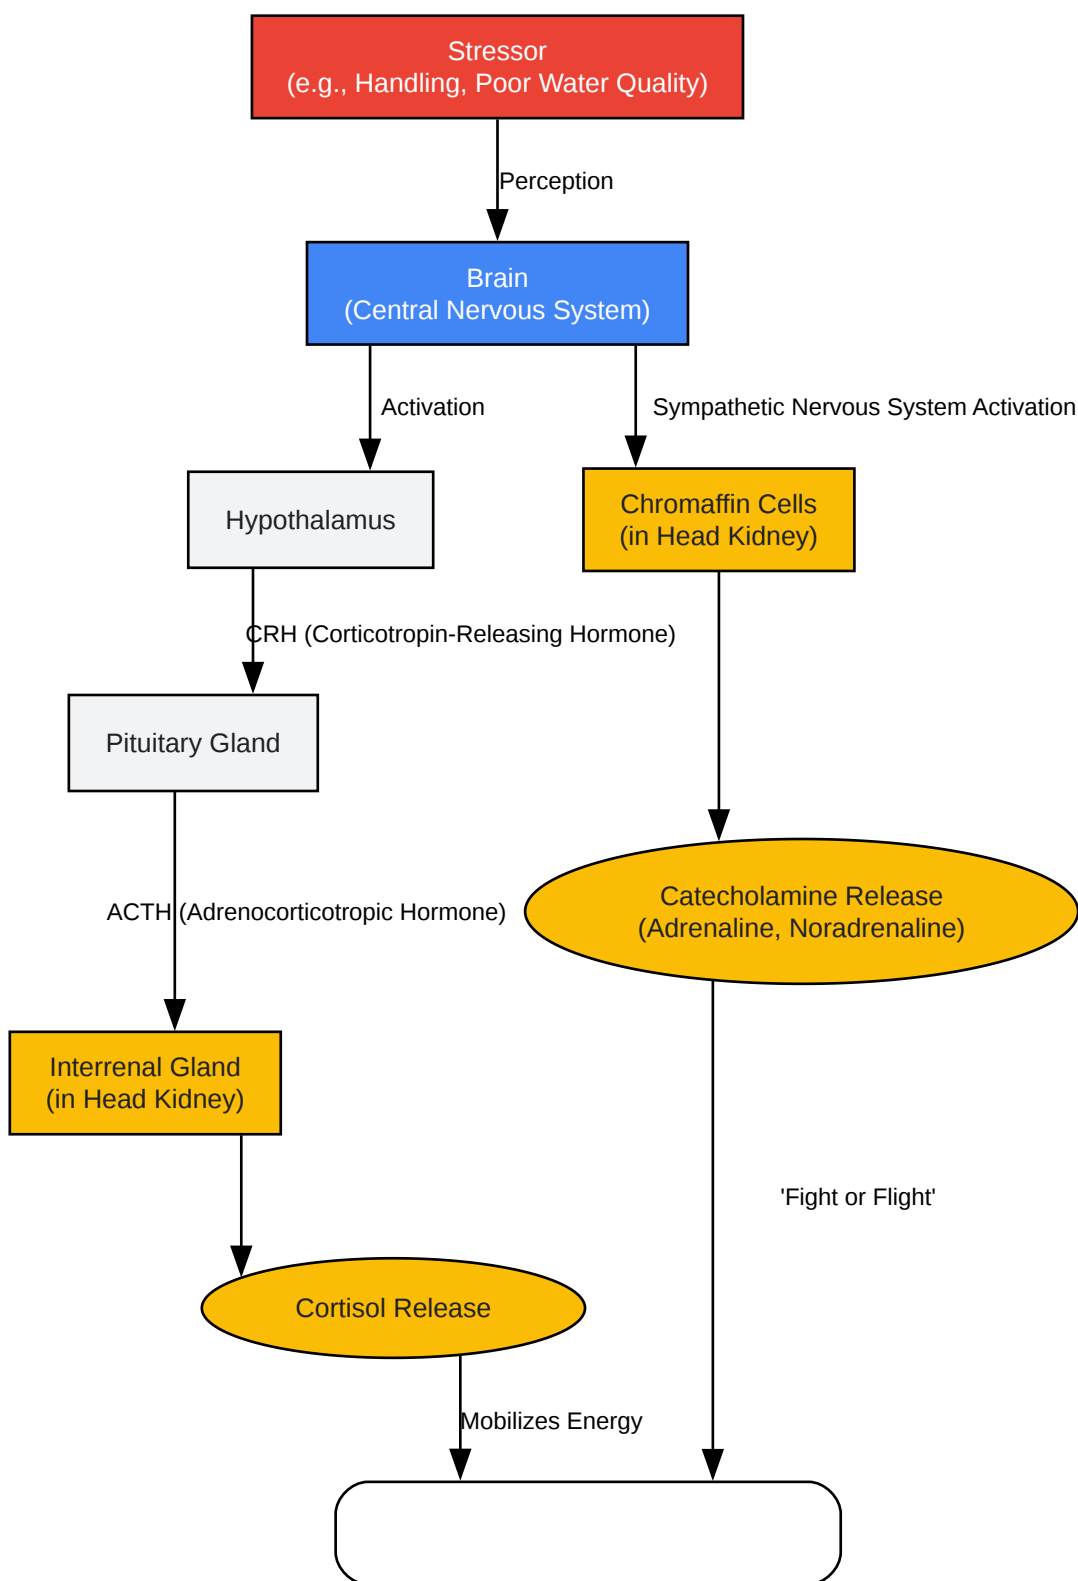 Stressor
(e.g., Handling, Poor Water Quality)
Perception
Brain
(Central Nervous System)
Activation
Sympathetic Nervous System Activation
Hypothalamus
Chromaffin Cells
(in Head Kidney)
CRH (Corticotropin-Releasing Hormone)
Pituitary Gland
ACTH (Adrenocorticotropic Hormone)
Catecholamine Release
(Adrenaline, Noradrenaline)
Interrenal Gland
(in Head Kidney)
'Fight or Flight'
Cortisol Release
Mobilizes Energy